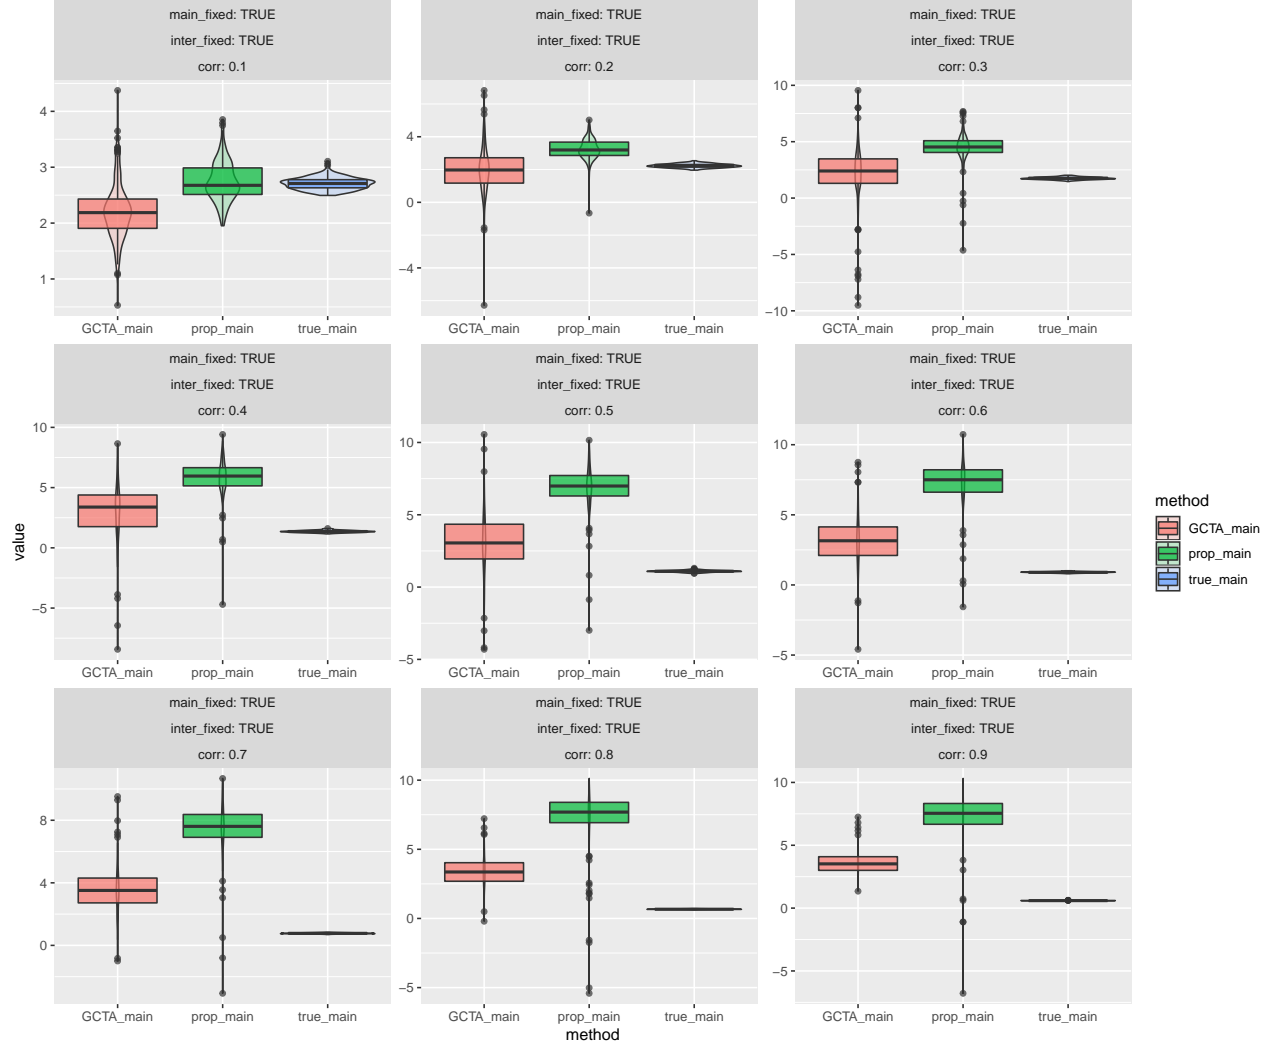 main_fixed: TRUE
inter_fixed: TRUE
corr: 0.1
4
3
2
1
GCTA_main prop_main true_main
main_fixed: TRUE
inter_fixed: TRUE
corr: 0.2
4
0
−4
GCTA_main prop_main true_main
main_fixed: TRUE
inter_fixed: TRUE
corr: 0.3
10
5
0
−5
−10
GCTA_main prop_main true_main
main_fixed: TRUE
inter_fixed: TRUE
corr: 0.4
10
5
0
−5
GCTA_main prop_main true_main
main_fixed: TRUE
inter_fixed: TRUE
corr: 0.5
10
5
0
−5
GCTA_main prop_main true_main
main_fixed: TRUE
inter_fixed: TRUE
corr: 0.6
10
5
0
−5
GCTA_main prop_main true_main
main_fixed: TRUE
inter_fixed: TRUE
corr: 0.7
8
4
0
GCTA_main prop_main true_main
main_fixed: TRUE
inter_fixed: TRUE
corr: 0.8
10
5
0
−5
GCTA_main prop_main true_main
main_fixed: TRUE
inter_fixed: TRUE
corr: 0.9
10
5
0
−5
GCTA_main prop_main true_main
value
method
method
GCTA_main
prop_main
true_main